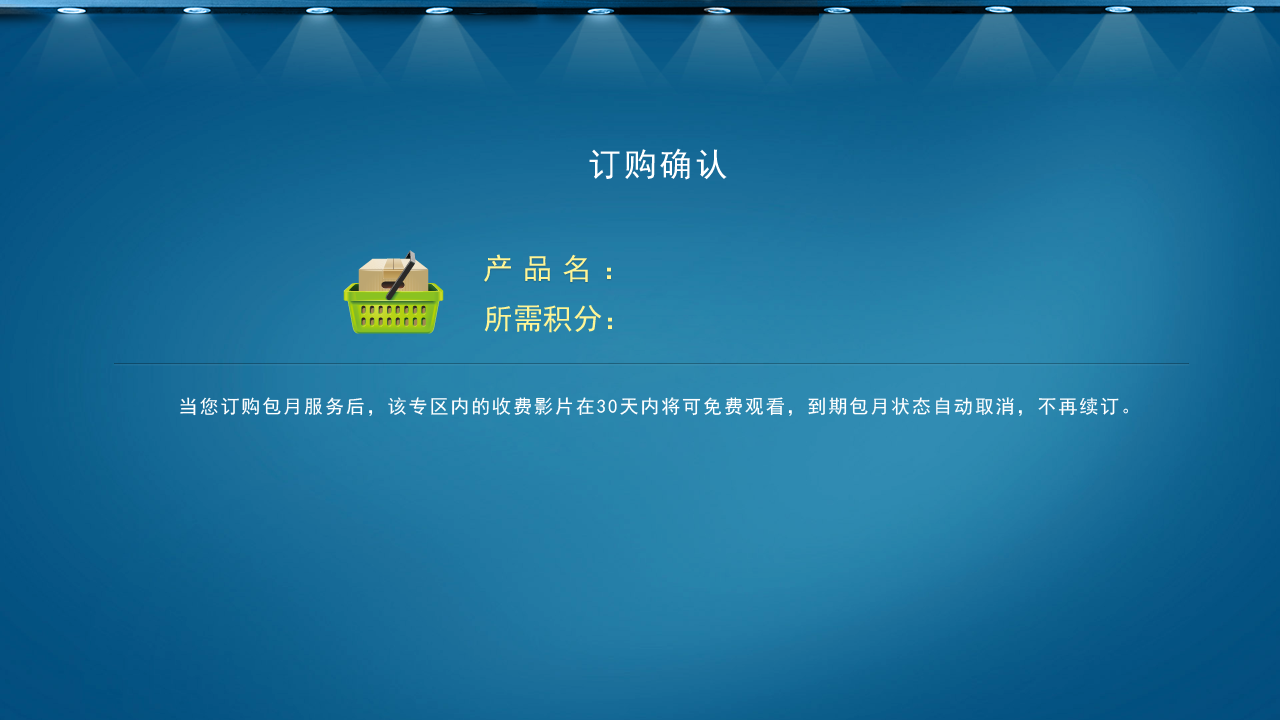 订购确认
产 品 名 ：
所需积分：
当您订购包月服务后，该专区内的收费影片在30天内将可免费观看，到期包月状态自动取消，不再续订。